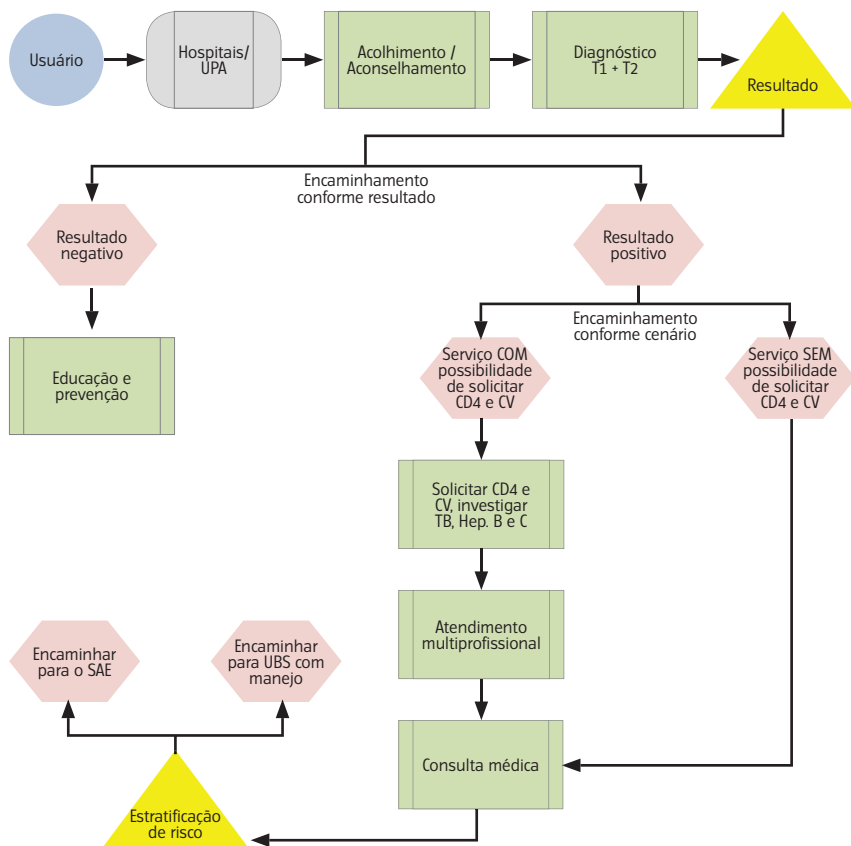 Usuário
Hospitais/
UPA
Acolhimento /
Aconselhamento
Diagnóstico
T1 + T2
Resultado
Encaminhamento
conforme resultado
Resultado
negativo
Resultado
positivo
Encaminhamento
conforme cenário
Educação e
prevenção
Serviço COM
possibilidade
de solicitar
CD4 e CV
Serviço SEM
possibilidade
de solicitar
CD4 e CV
Solicitar CD4 e
CV, investigar
TB, Hep. B e C
Atendimento
multiprofissional
Consulta médica
Estratificação
de risco
Encaminhar
para o SAE
Encaminhar
para UBS com
manejo